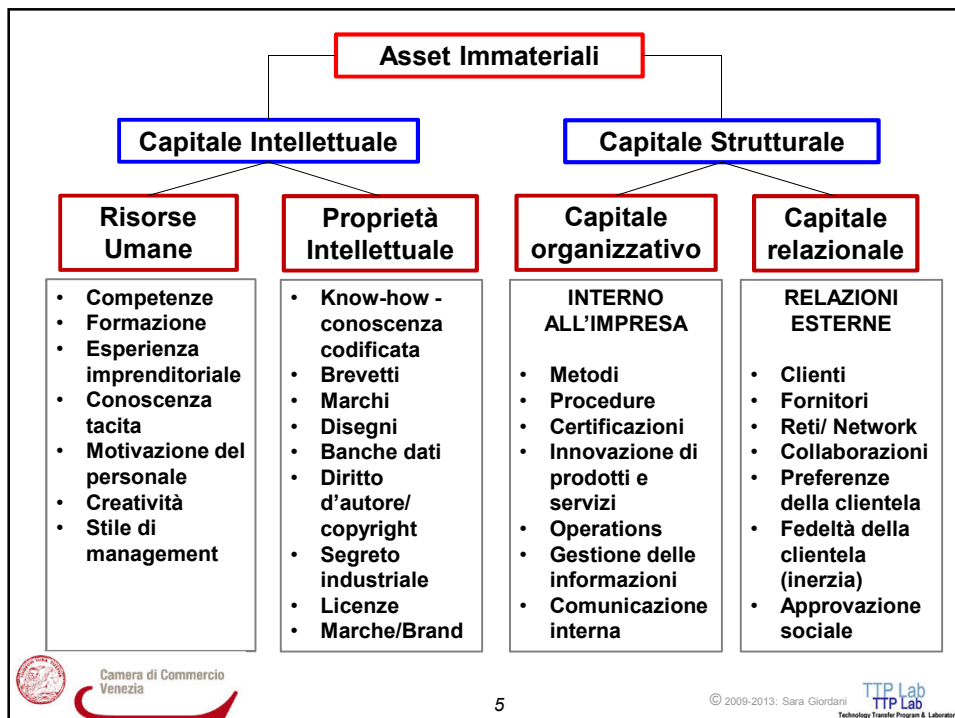 Asset Immateriali
Capitale Intellettuale
Capitale Strutturale
Risorse
Umane
Proprietà
Intellettuale
Capitale
organizzativo
Capitale
relazionale
• Competenze
• Formazione
• Esperienza
imprenditoriale
• Conoscenza
tacita
• Motivazione del
personale
• Creatività
• Stile di
management
• Know-how -
conoscenza
codificata
• Brevetti
• Marchi
• Disegni
• Banche dati
• Diritto
d'autore/
copyright
• Segreto
industriale
• Licenze
• Marche/Brand
INTERNO
ALL'IMPRESA
• Metodi
• Procedure
• Certificazioni
• Innovazione di
prodotti e
servizi
• Operations
• Gestione delle
informazioni
• Comunicazione
interna
RELAZIONI
ESTERNE
• Clienti
• Fornitori
• Reti/ Network
• Collaborazioni
• Preferenze
della clientela
• Fedeltà della
clientela
(inerzia)
• Approvazione
sociale
Camera di Commercio
Venezia
5
© 2009-2013: Sara Giordani
TTP Lab
TTP Lab
Technology Transfer Program & Laborator